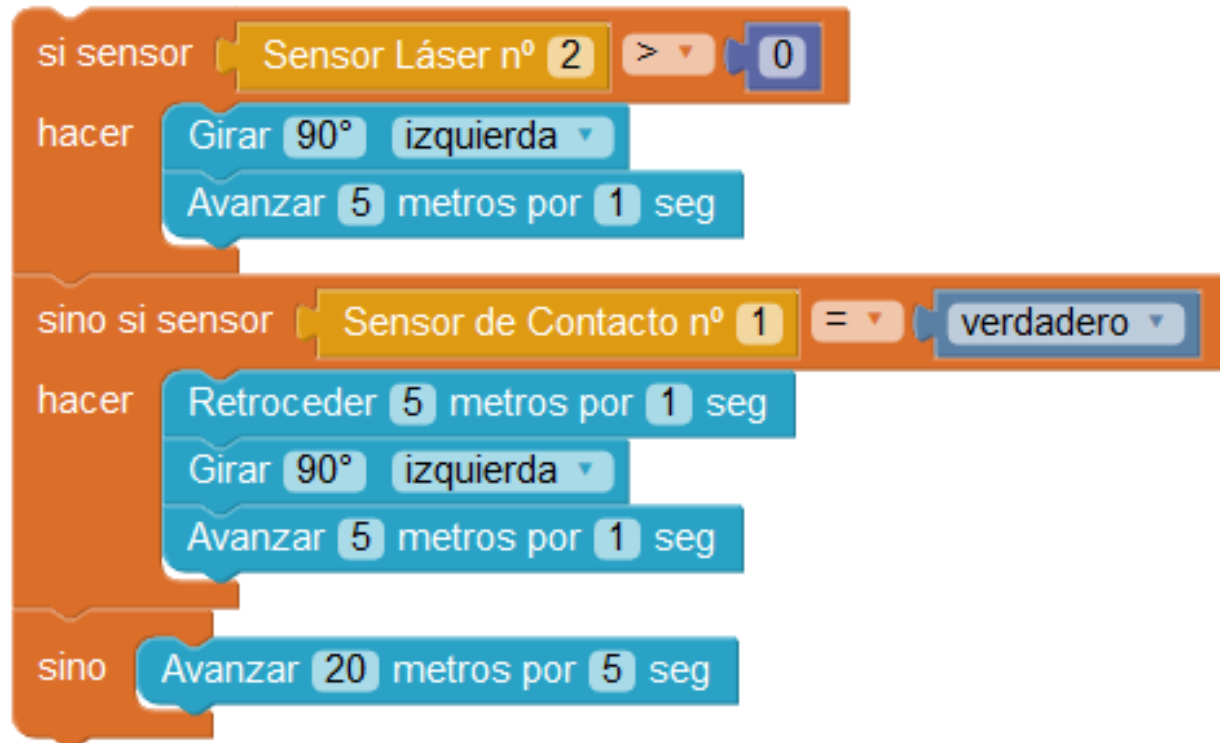 si sensor Sensor Láser nº 2 > 0
hacer Girar 90° izquierda
Avanzar 5 metros por 1 seg
sino si sensor Sensor de Contacto nº 1 = verdadero
hacer Retroceder 5 metros por 1 seg
Girar 90° izquierda
Avanzar 5 metros por 1 seg
sino Avanzar 20 metros por 5 seg